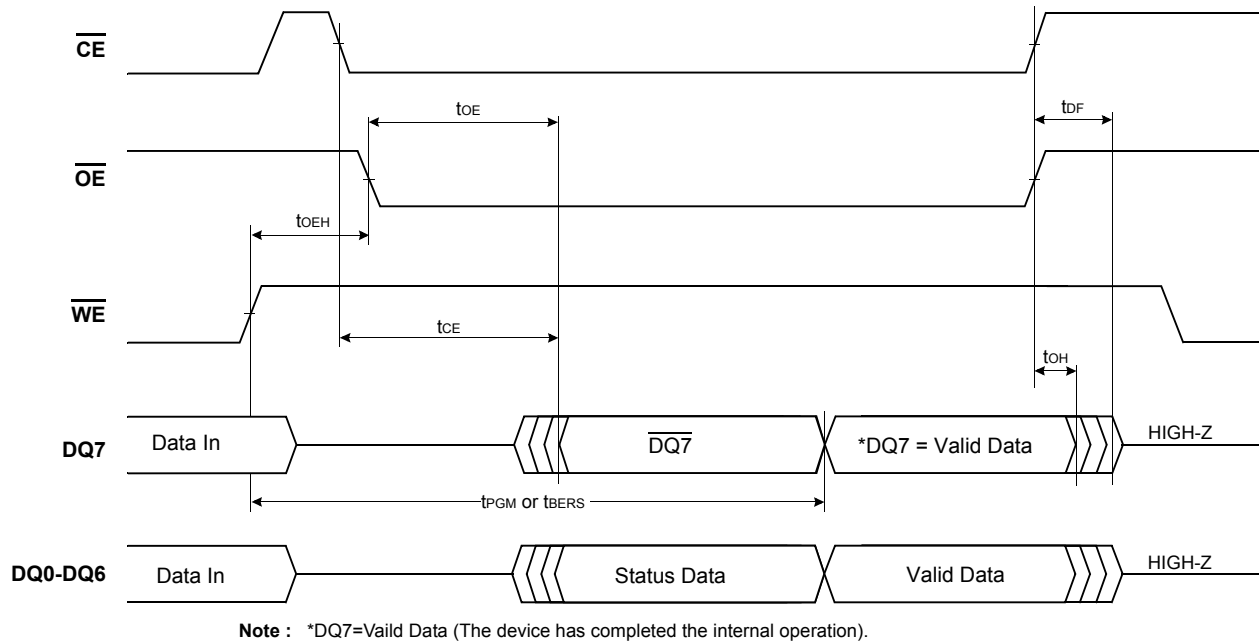 CE
tOE
tDF
OE
tOEH
WE
tCE
tOH
DQ7
Data In
DQ7
*DQ7 = Valid Data
HIGH-Z
tPGM or tBERS
DQ0-DQ6
Data In
Status Data
Valid Data
HIGH-Z
Note : *DQ7=Vaild Data (The device has completed the internal operation).